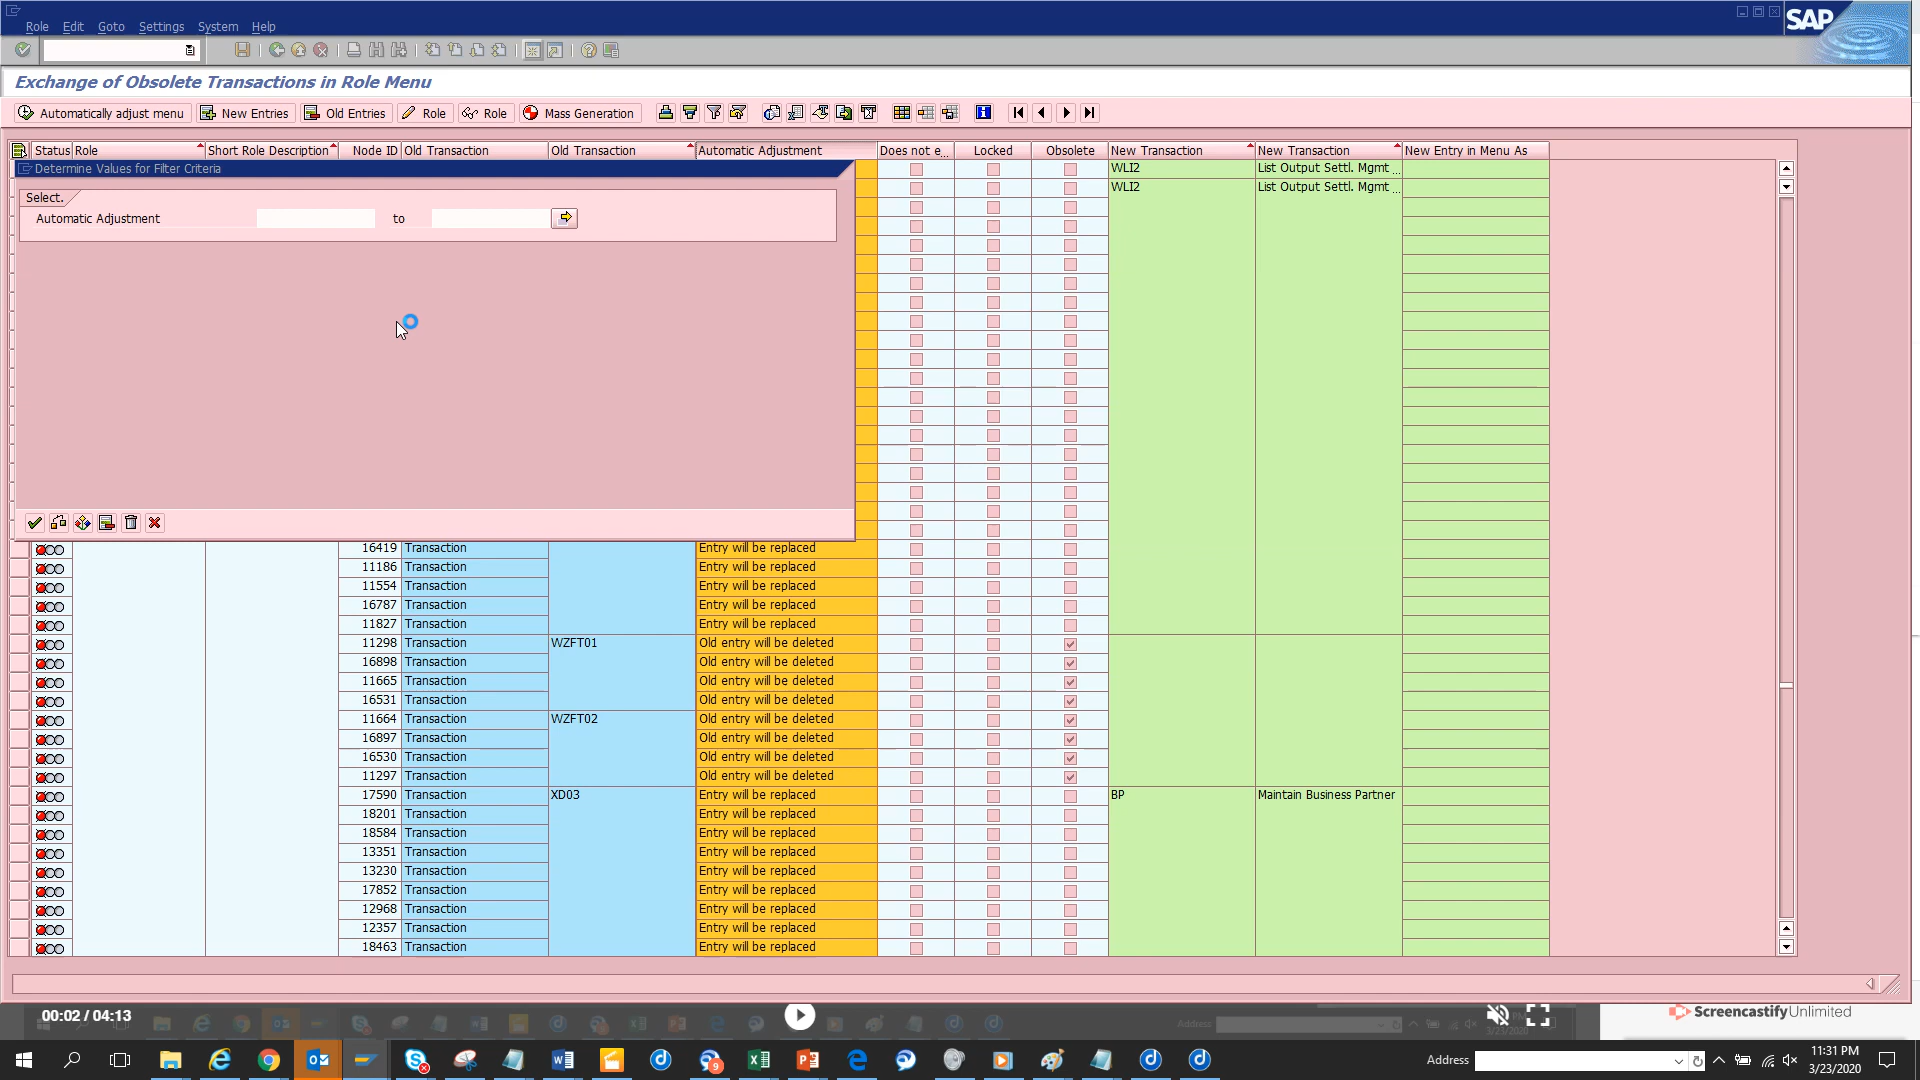 Role Edit Goto Settings System Help
SAP
Exchange of Obsolete Transactions in Role Menu
Automatically adjust menu New Entries Old Entries Role Role Mass Generation
Status Role Short Role Description Node ID Old Transaction Old Transaction Automatic Adjustment Does not e... Locked Obsolete New Transaction New Transaction New Entry in Menu As
Determine Values for Filter Criteria
WLI2 List Output Settl. Mgmt ...
WLI2 List Output Settl. Mgmt ...
Select.
Automatic Adjustment to
16419 Transaction Entry will be replaced
11186 Transaction Entry will be replaced
11554 Transaction Entry will be replaced
16787 Transaction Entry will be replaced
11827 Transaction Entry will be replaced
11298 Transaction WZFT01 Old entry will be deleted
16898 Transaction Old entry will be deleted
11665 Transaction Old entry will be deleted
16531 Transaction Old entry will be deleted
11664 Transaction WZFT02 Old entry will be deleted
16897 Transaction Old entry will be deleted
16530 Transaction Old entry will be deleted
11297 Transaction Old entry will be deleted
17590 Transaction XD03 Entry will be replaced BP Maintain Business Partner
18201 Transaction Entry will be replaced
18584 Transaction Entry will be replaced
13351 Transaction Entry will be replaced
13230 Transaction Entry will be replaced
17852 Transaction Entry will be replaced
12968 Transaction Entry will be replaced
12357 Transaction Entry will be replaced
18463 Transaction Entry will be replaced
00:02 / 04:13
Screencastify Unlimited
Address
3/23/2020
Address
11:31 PM
3/23/2020
9